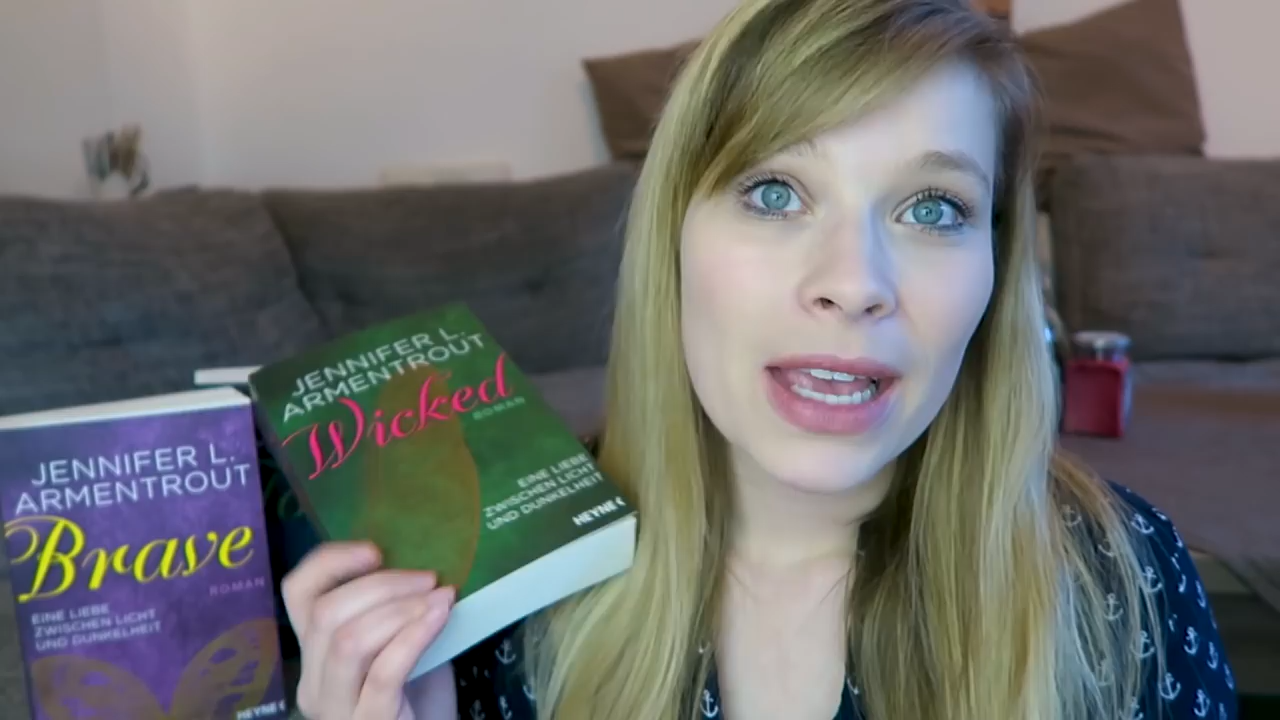 JENNIFER L.
ARMENTROUT
Brave
ROMAN
EINE LIEBE
ZWISCHEN LICHT
UND DUNKELHEIT
HEYNE
JENNIFER L.
ARMENTROUT
Wicked
ROMAN
EINE LIEBE
ZWISCHEN LICHT
UND DUNKELHEIT
HEYNE